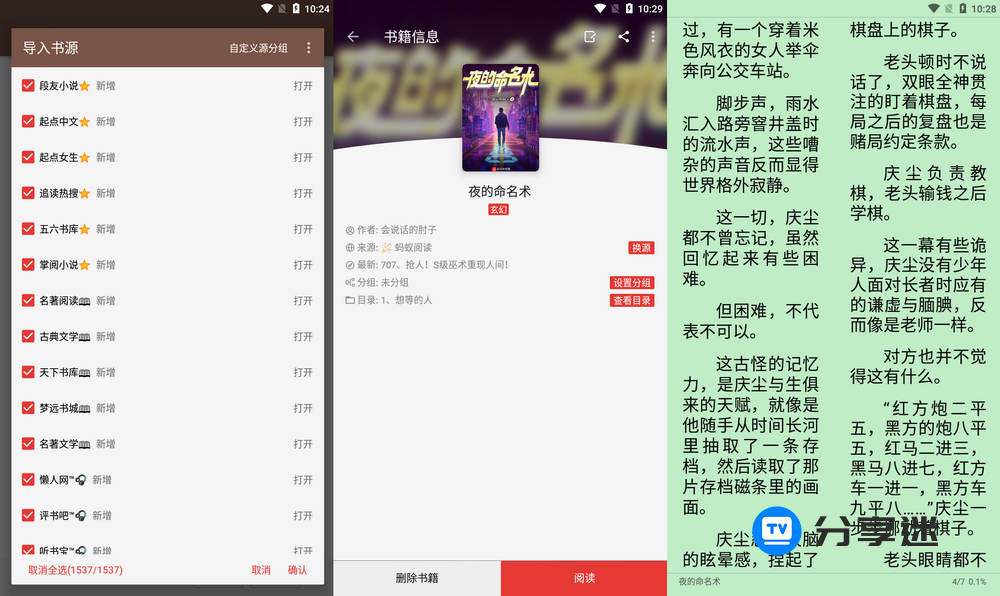 10:24
导入书源
自定义源分组
段友小说⭐ 新增 打开
起点中文⭐ 新增 打开
起点女生⭐ 新增 打开
追读热搜⭐ 新增 打开
五六书库⭐ 新增 打开
掌阅小说⭐ 新增 打开
名著阅读📖 新增 打开
古典文学📖 新增 打开
天下书库📖 新增 打开
梦远书城📖 新增 打开
名著文学📖 新增 打开
懒人网™🎧 新增 打开
评书吧™🎧 新增 打开
听书宝™🎧 新增 打开
取消全选(1537/1537) 取消 确认
10:29
书籍信息
夜的命名术
夜的命名术
玄幻
作者: 会说话的肘子
来源: 🎉 蚂蚁阅读 换源
最新: 707、抢人！S级巫术重现人间！
分组: 未分组 设置分组
目录: 1、想等的人 查看目录
删除书籍 阅读
10:28
过，有一个穿着米
色风衣的女人举伞
奔向公交车站。
脚步声，雨水
汇入路旁窨井盖时
的流水声，这些嘈
杂的声音反而显得
世界格外寂静。
这一切，庆尘
都不曾忘记，虽然
回忆起来有些困
难。
但困难，不代
表不可以。
这古怪的记忆
力，是庆尘与生俱
来的天赋，就像是
他随手从时间长河
里抽取了一条存
档，然后读取了那
片存档磁条里的画
面。
庆尘
脑
的眩晕感，捏起了
棋盘上的棋子。
老头顿时不说
话了，双眼全神贯
注的盯着棋盘，每
局之后的复盘也是
赌局约定条款。
庆尘负责教
棋，老头输钱之后
学棋。
这一幕有些诡
异，庆尘没有少年
人面对长者时应有
的谦虚与腼腆，反
而像是老师一样。
对方也并不觉
得这有什么。
“红方炮二平
五，黑方的炮八平
五，红马二进三，
黑马八进七，红方
车一进一，黑方车
九平八……”庆尘一
步
棋子。
老头眼睛都不
夜的命名术 4/7 0.1%
TV 分享迷